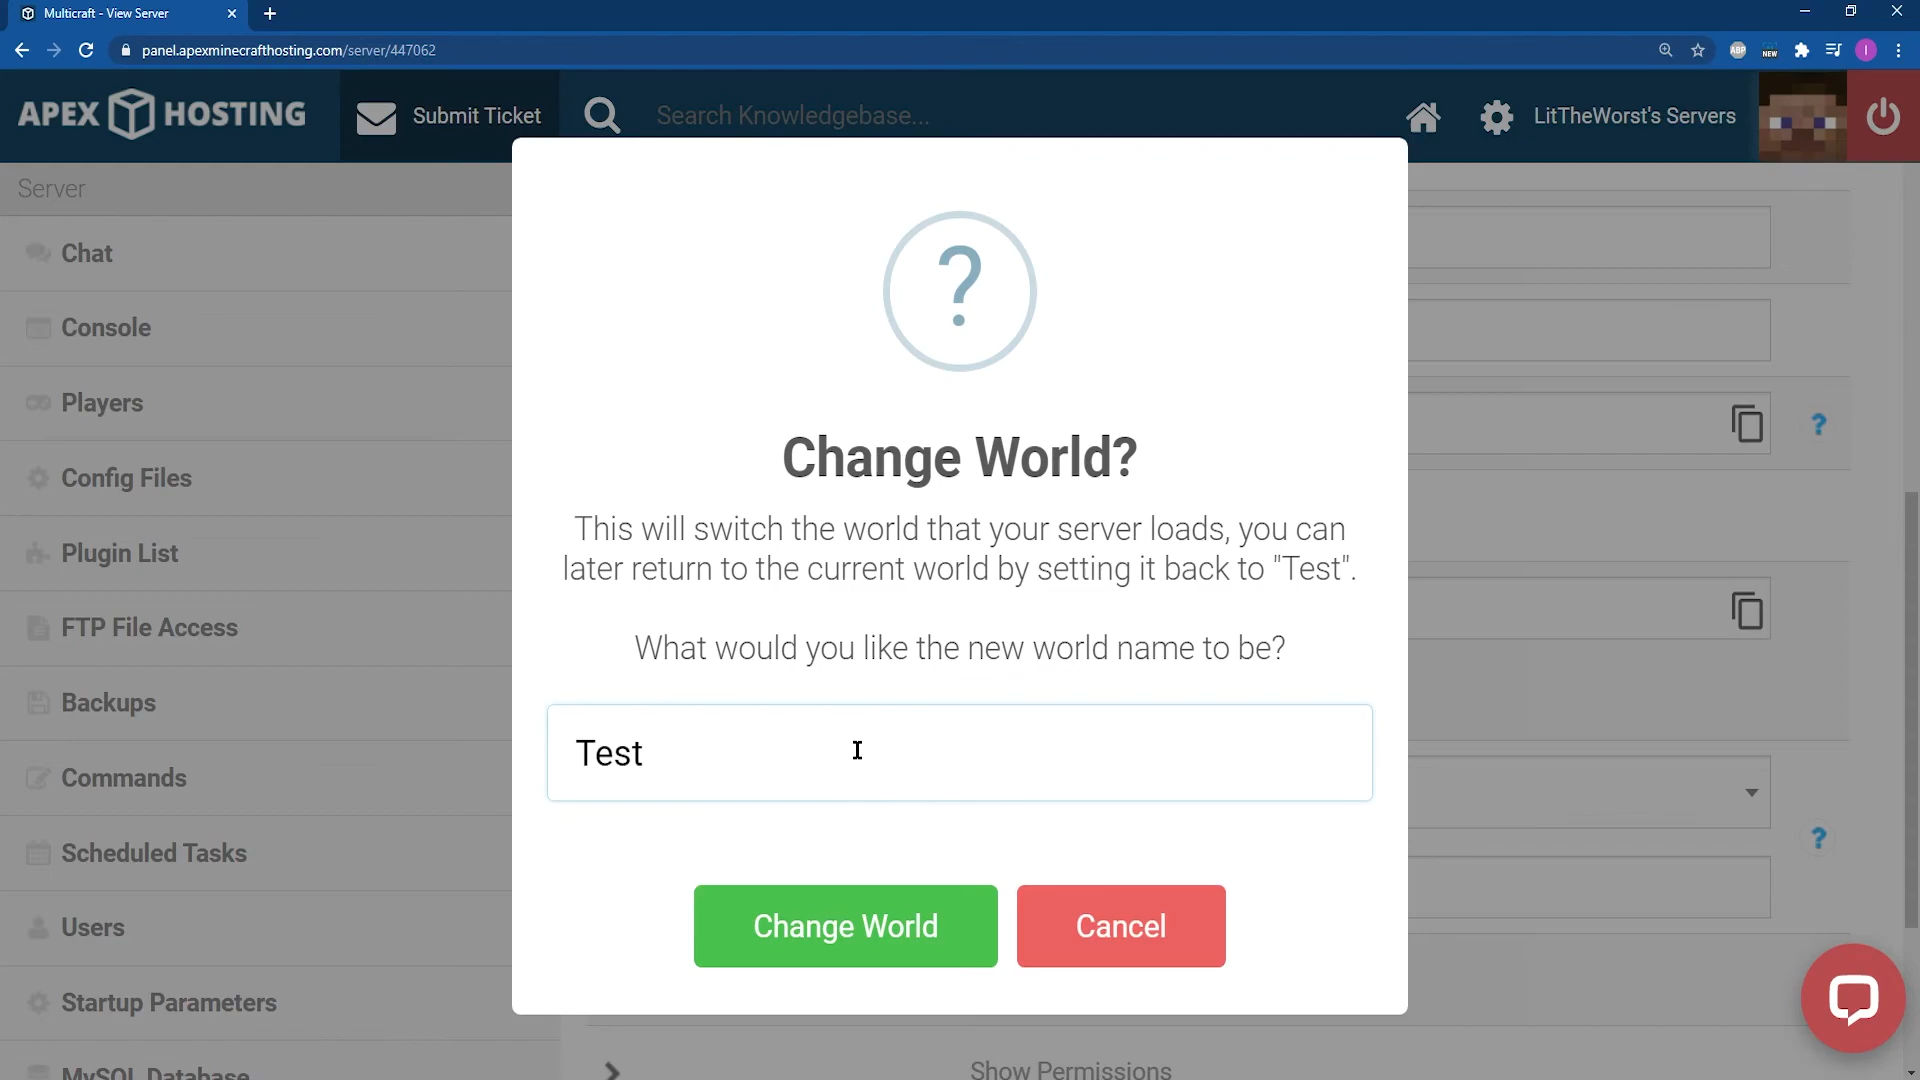 Multicraft - View Server
panel.apexminecrafthosting.com/server/447062
ABP
NEW
I
APEX HOSTING
Submit Ticket
Search Knowledgebase...
LitTheWorst's Servers
Server
Chat
Console
Players
Config Files
Plugin List
FTP File Access
Backups
Commands
Scheduled Tasks
Users
Startup Parameters
MySQL Database
?
Change World?
This will switch the world that your server loads, you can
later return to the current world by setting it back to "Test".
What would you like the new world name to be?
Test
Change World
Cancel
?
?
Show Permissions